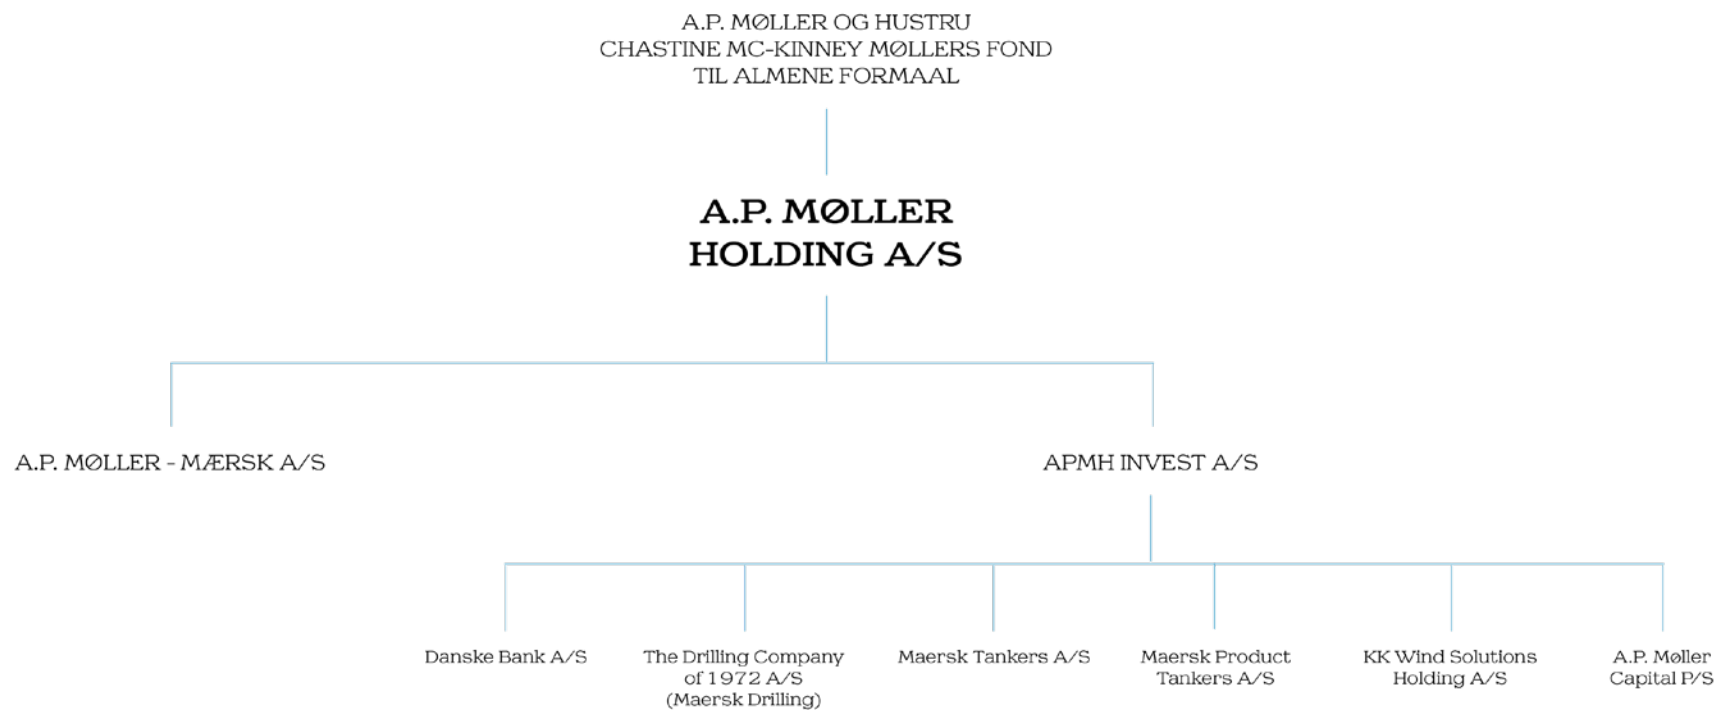 A.P. MØLLER OG HUSTRU
CHASTINE MC-KINNEY MØLLERS FOND
TIL ALMENE FORMAAL
A.P. MØLLER
HOLDING A/S
A.P. MØLLER - MÆRSK A/S
APMH INVEST A/S
Danske Bank A/S
The Drilling Company
of 1972 A/S
(Maersk Drilling)
Maersk Tankers A/S
Maersk Product
Tankers A/S
KK Wind Solutions
Holding A/S
A.P. Møller
Capital P/S